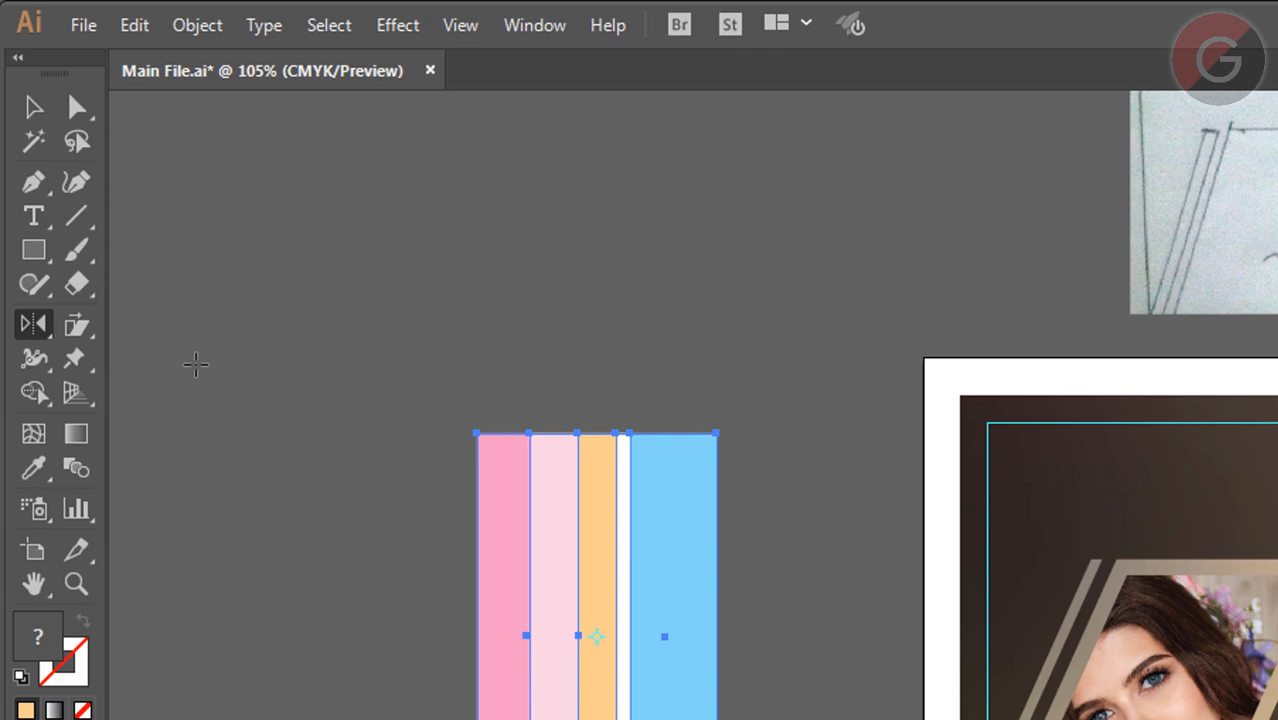 Ai File Edit Object Type Select Effect View Window Help Br St
Main File.ai* @ 105% (CMYK/Preview) ×
T
?
G